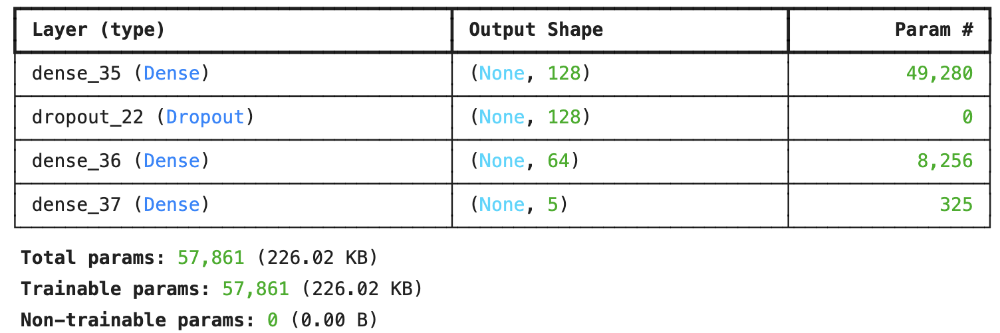 Layer (type) Output Shape Param #
dense_35 (Dense) (None, 128) 49,280
dropout_22 (Dropout) (None, 128) 0
dense_36 (Dense) (None, 64) 8,256
dense_37 (Dense) (None, 5) 325
Total params: 57,861 (226.02 KB)
Trainable params: 57,861 (226.02 KB)
Non-trainable params: 0 (0.00 B)